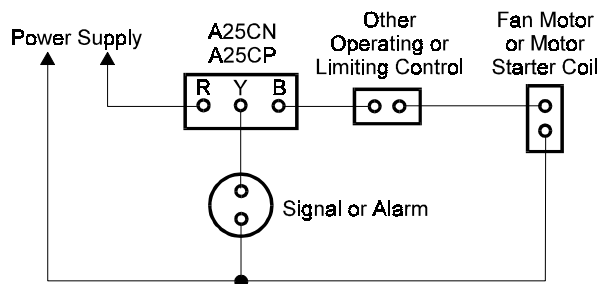 Power Supply
A25CN
A25CP
R Y B
Other
Operating or
Limiting Control
Fan Motor
or Motor
Starter Coil
Signal or Alarm